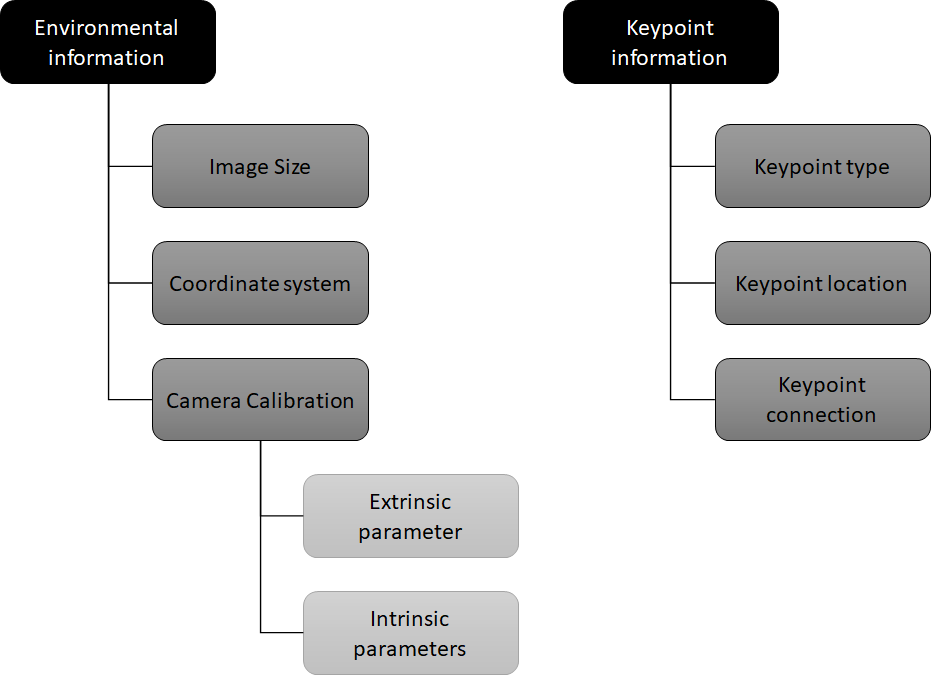 Environmental
information
Image Size
Coordinate system
Camera Calibration
Extrinsic
parameter
Intrinsic
parameters
Keypoint
information
Keypoint type
Keypoint location
Keypoint
connection